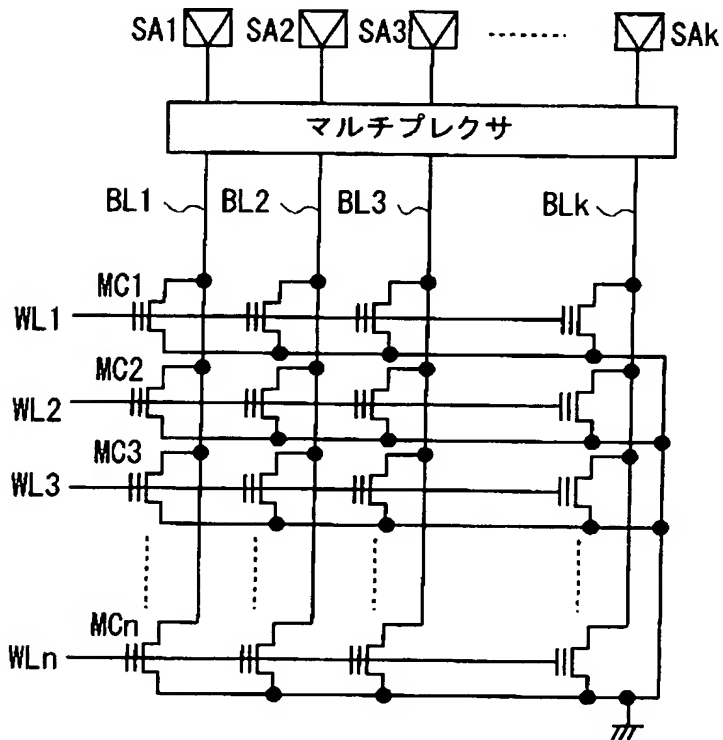 SA1 SA2 SA3 SAk
マルチプレクサ
BL1 BL2 BL3 BLk
MC1
WL1
MC2
WL2
MC3
WL3
MCn
WLn